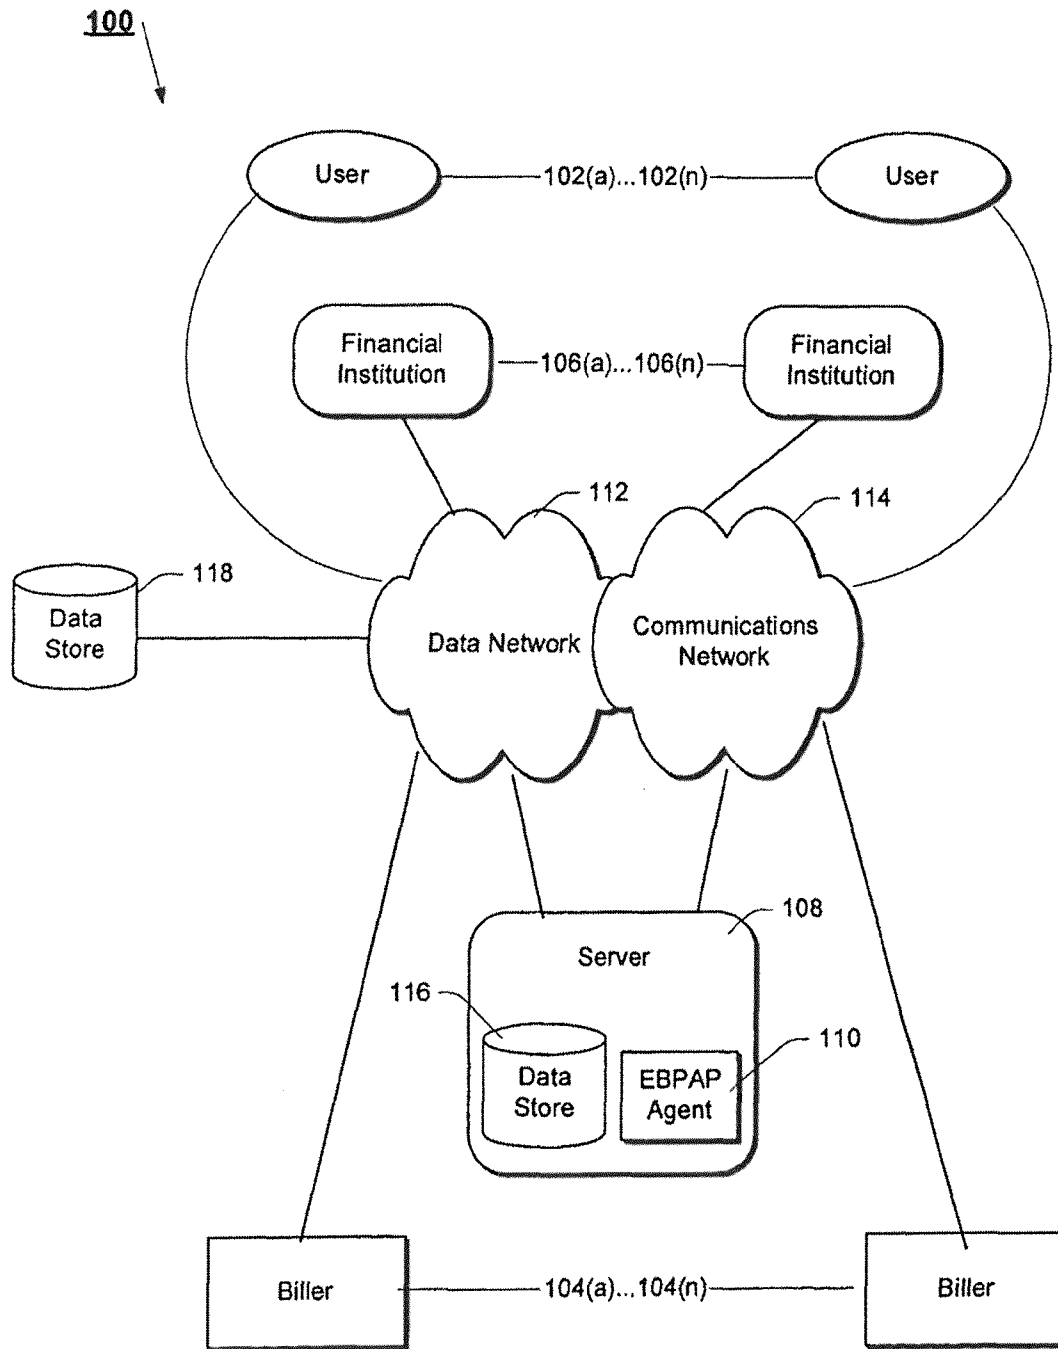 100
User
102(a)...102(n)
User
Financial
Institution
106(a)...106(n)
Financial
Institution
112
114
118
Data
Store
Data Network
Communications
Network
108
Server
116
110
Data
Store
EBPAP
Agent
Biller
104(a)...104(n)
Biller